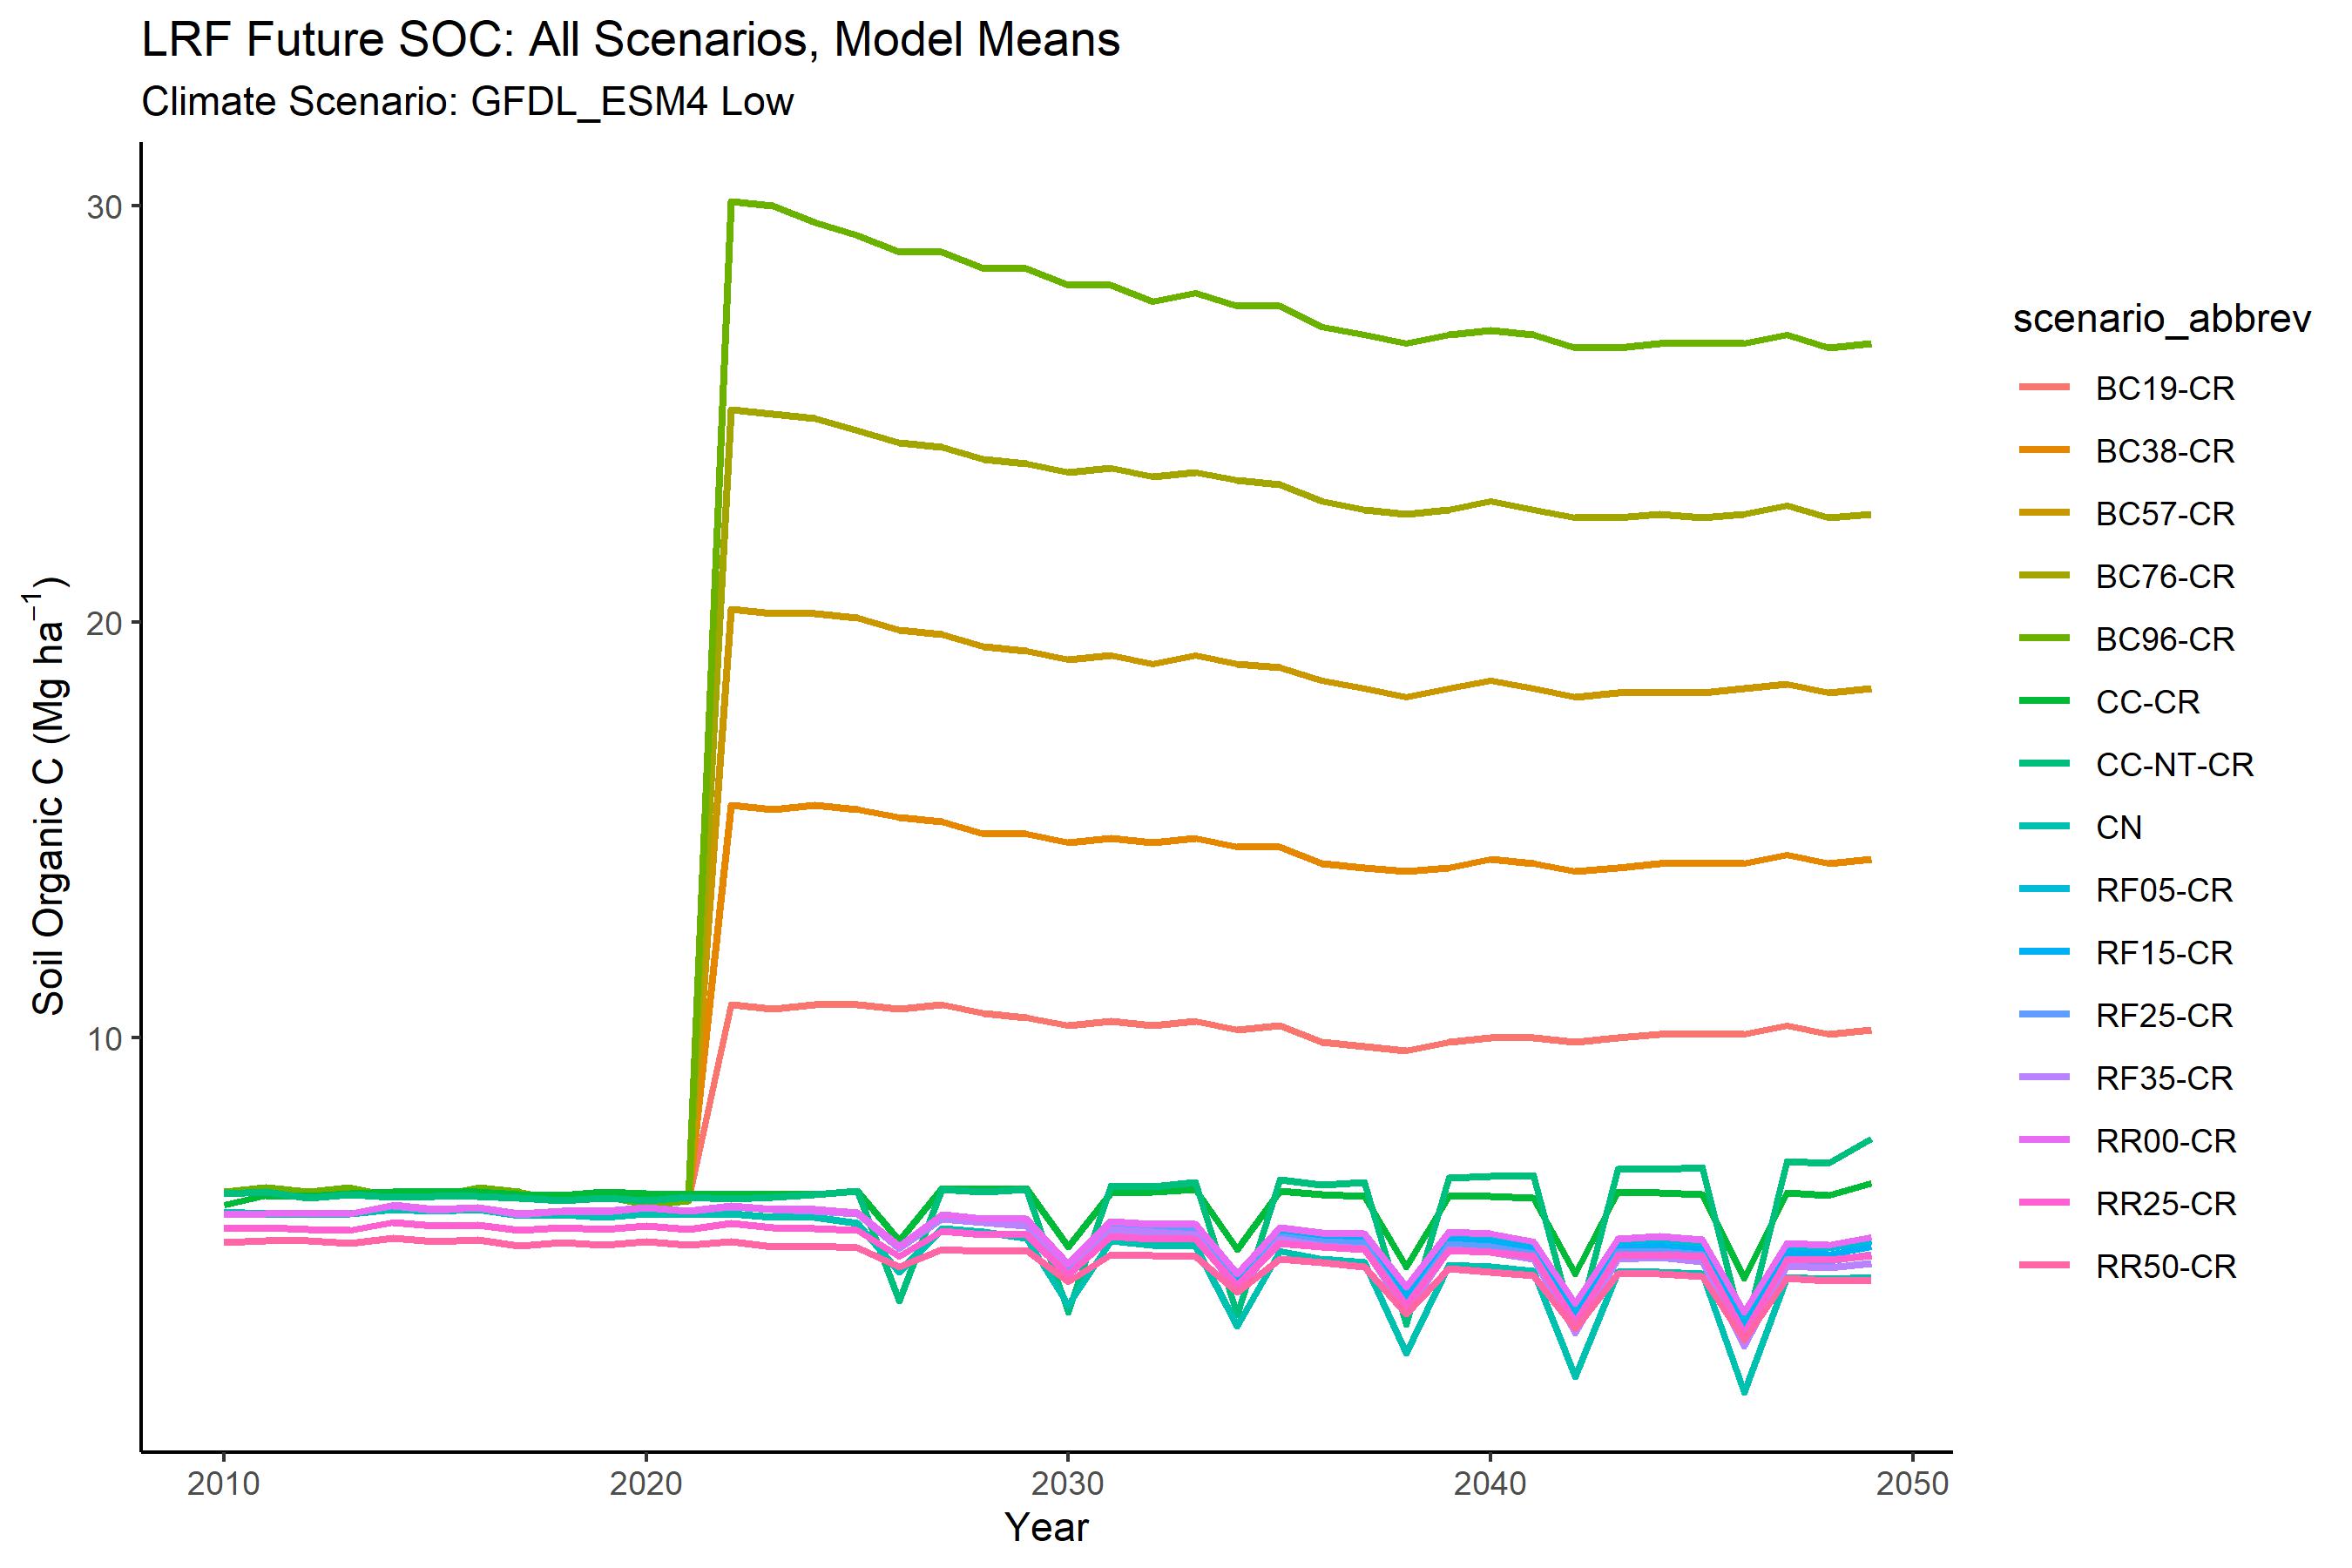 LRF Future SOC: All Scenarios, Model Means
Climate Scenario: GFDL_ESM4 Low
Soil Organic C (Mg ha⁻¹)
30
20
10
2010
2020
2030
2040
2050
Year
scenario_abbrev
BC19-CR
BC38-CR
BC57-CR
BC76-CR
BC96-CR
CC-CR
CC-NT-CR
CN
RF05-CR
RF15-CR
RF25-CR
RF35-CR
RR00-CR
RR25-CR
RR50-CR